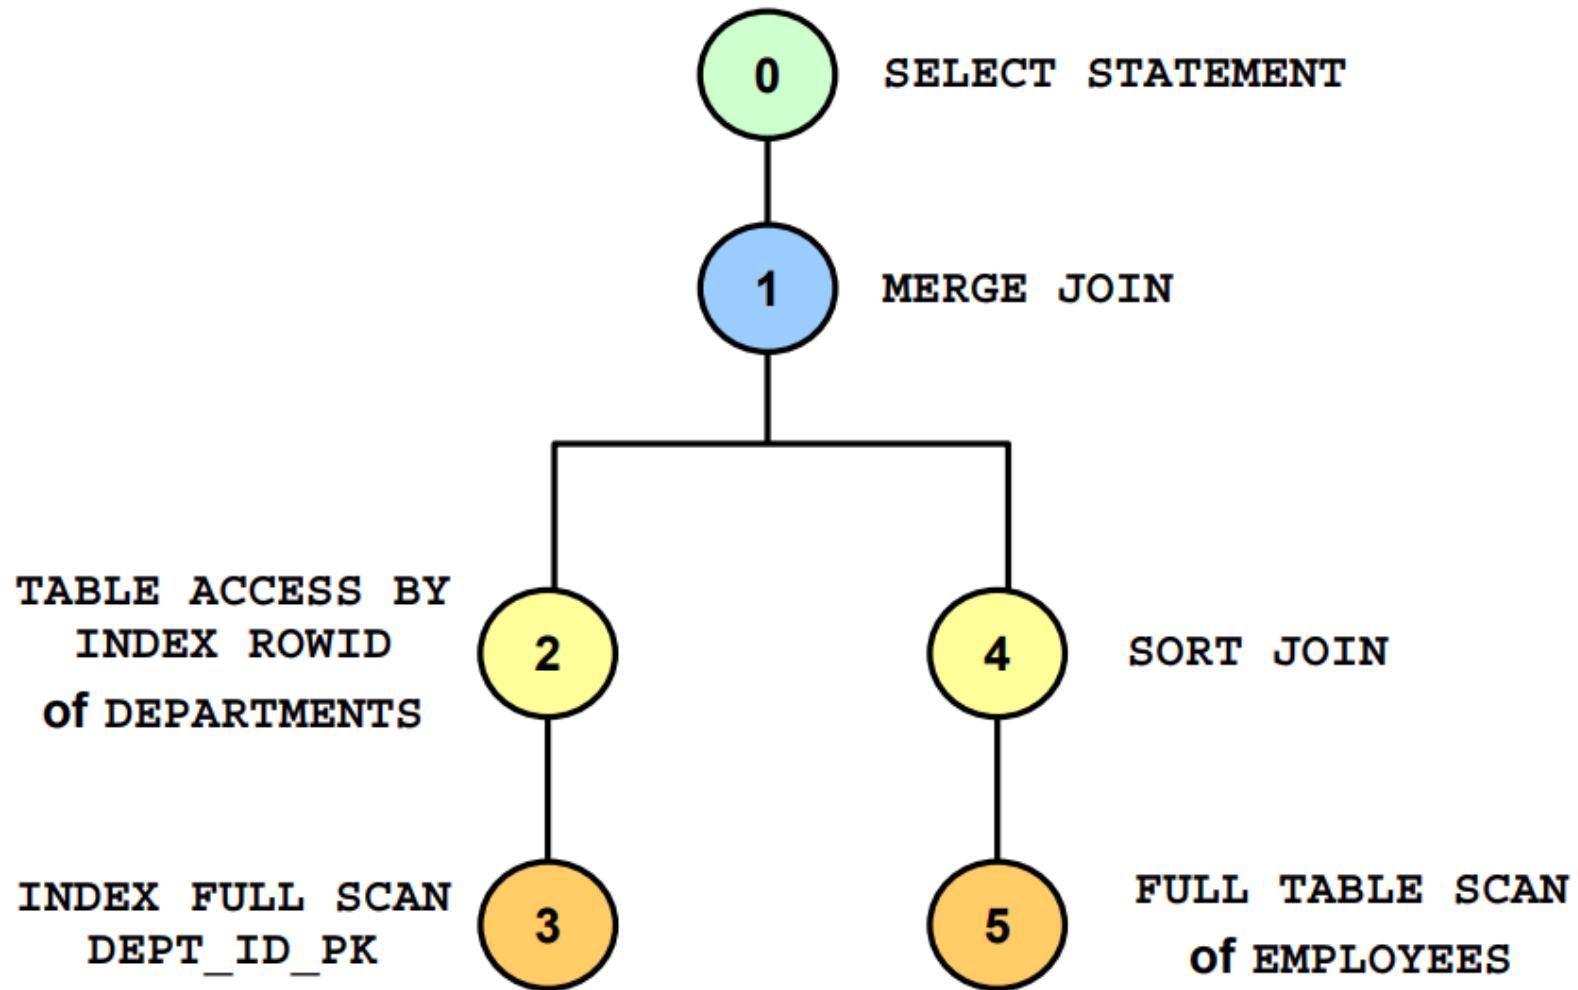 0 SELECT STATEMENT
1 MERGE JOIN
TABLE ACCESS BY
INDEX ROWID
of DEPARTMENTS
2
4 SORT JOIN
INDEX FULL SCAN
DEPT_ID_PK
3
5
FULL TABLE SCAN
of EMPLOYEES